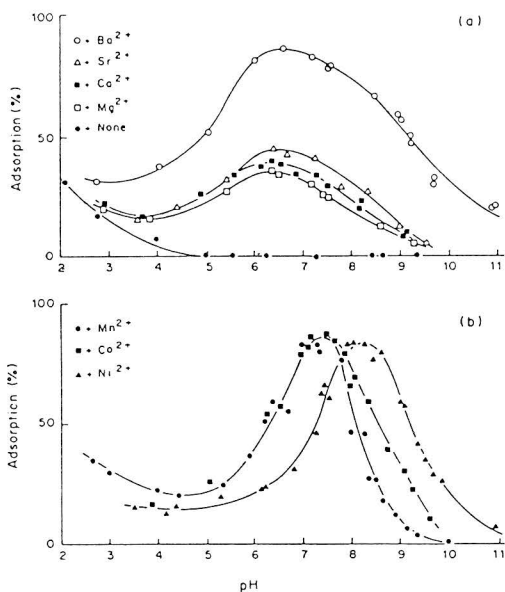 (a)
○ + Ba²⁺
△ + Sr²⁺
■ + Ca²⁺
□ + Mg²⁺
● + None
Adsorption (%)
100
50
0
2 3 4 5 6 7 8 9 10 11
(b)
● + Mn²⁺
■ + Co²⁺
▲ + Ni²⁺
Adsorption (%)
100
50
0
2 3 4 5 6 7 8 9 10 11
pH